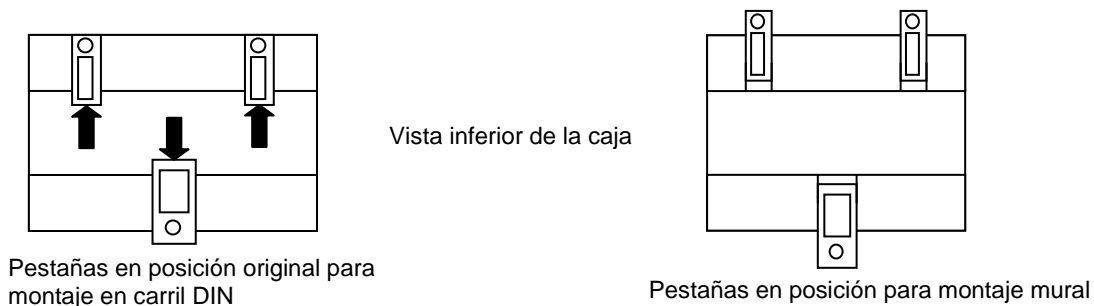 Vista inferior de la caja
Pestañas en posición original para
montaje en carril DIN
Pestañas en posición para montaje mural